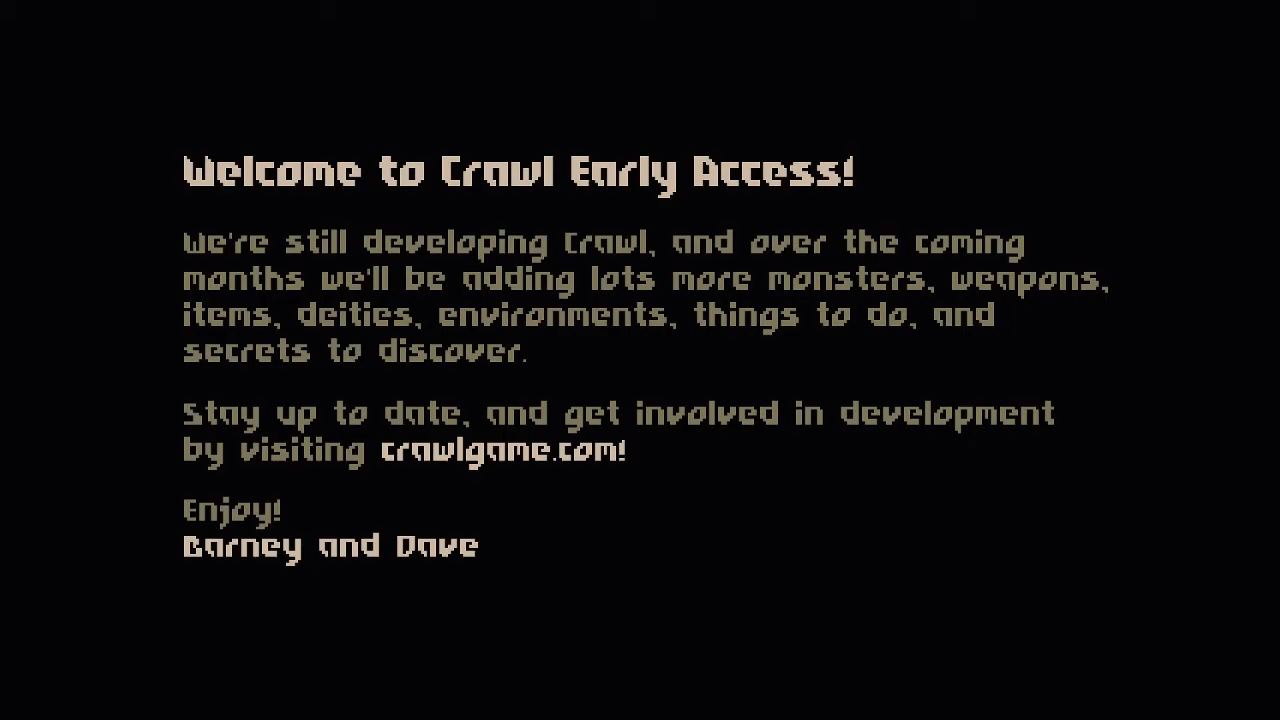 Welcome to Crawl Early Access!
We're still developing Crawl, and over the coming
months we'll be adding lots more monsters, weapons,
items, deities, environments, things to do, and
secrets to discover.
Stay up to date, and get involved in development
by visiting crawlgame.com!
Enjoy!
Barney and Dave